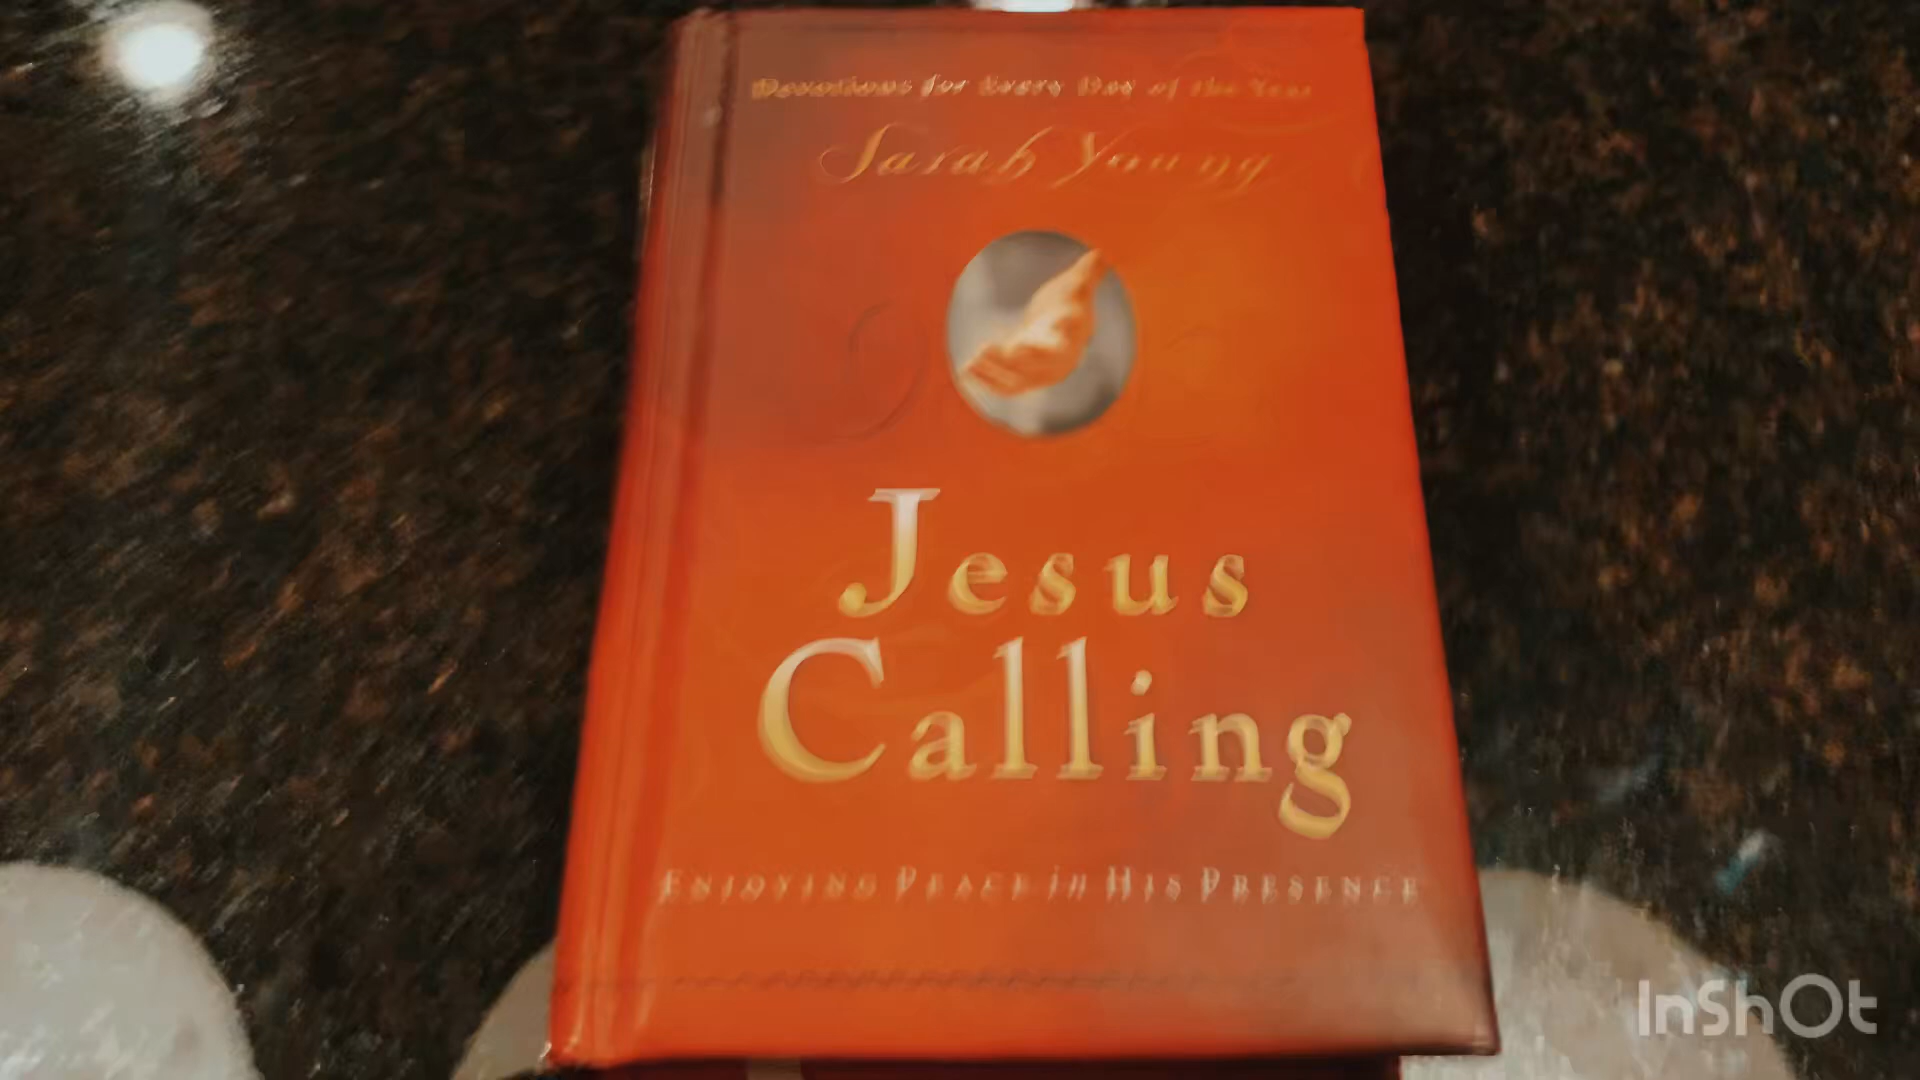 Devotions for Every Day of the Year
Sarah Young
Jesus
Calling
ENJOYING PEACE in HIS PRESENCE
InShOt